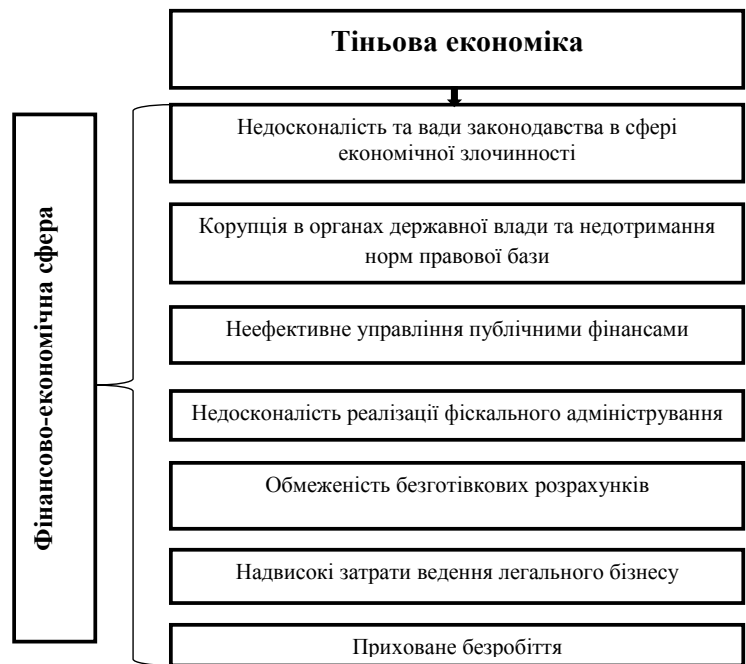 Тіньова економіка
Фінансово-економічна сфера
Недосконалість та вади законодавства в сфері
економічної злочинності
Корупція в органах державної влади та недотримання
норм правової бази
Неефективне управління публічними фінансами
Недосконалість реалізації фіскального адміністрування
Обмеженість безготівкових розрахунків
Надвисокі затрати ведення легального бізнесу
Приховане безробіття